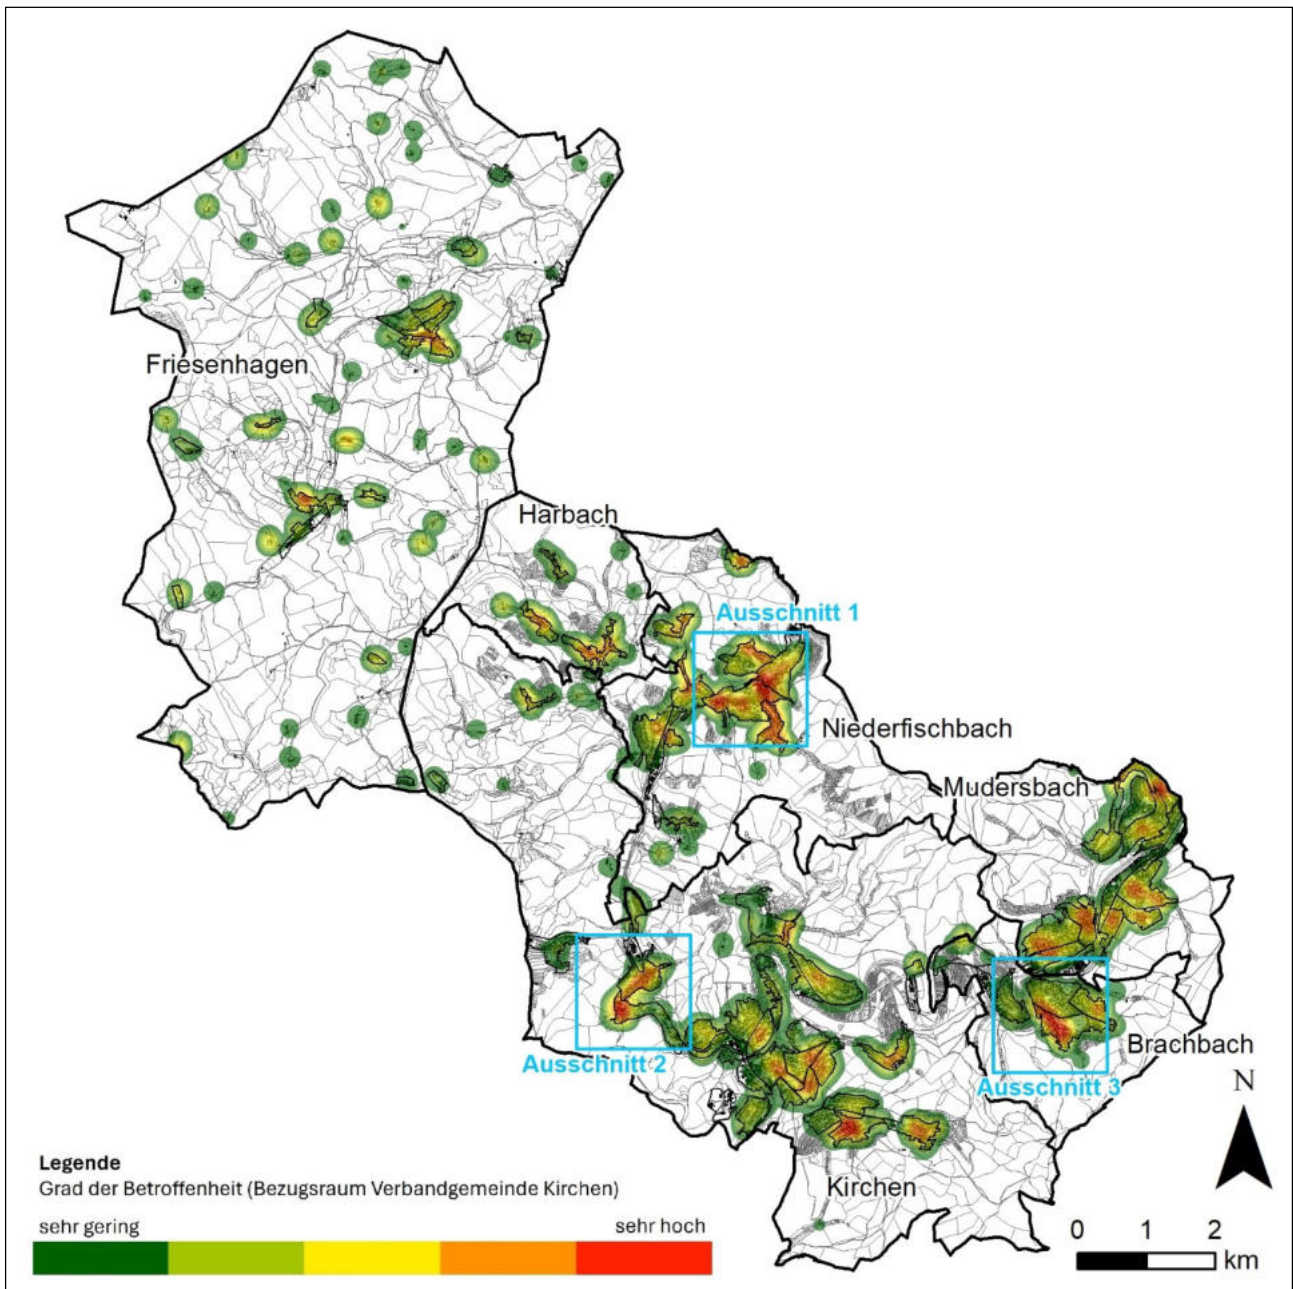 Friesenhagen
Harbach
Ausschnitt 1
Niederfischbach
Mudersbach
Brachbach
Ausschnitt 2
Ausschnitt 3
N
Kirchen
Legende
Grad der Betroffenheit (Bezugsraum Verbandgemeinde Kirchen)
sehr gering sehr hoch
0 1 2
km